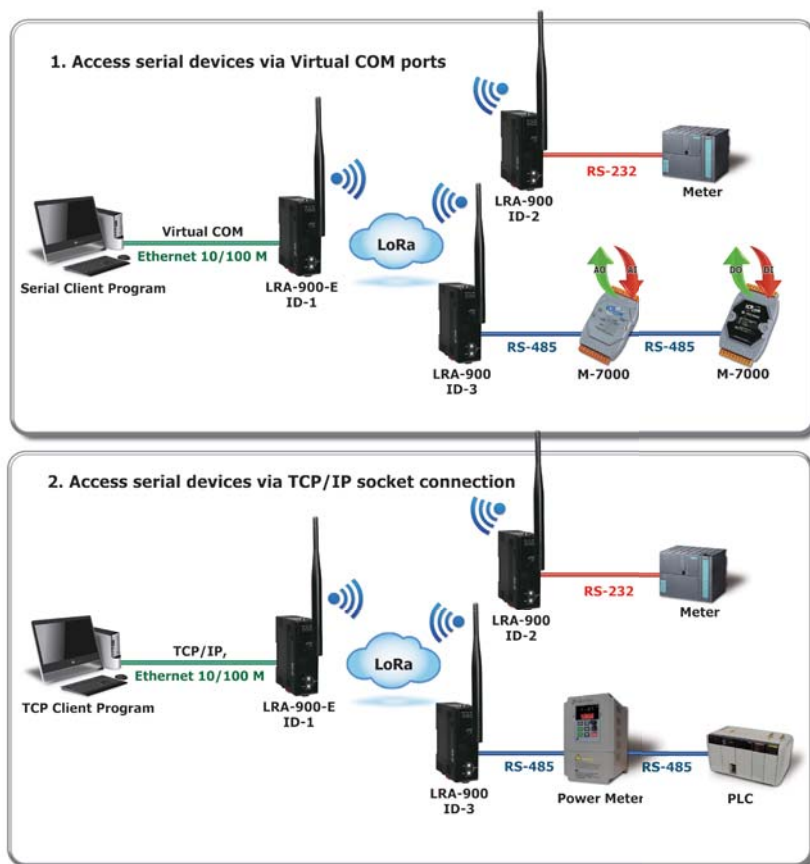 1. Access serial devices via Virtual COM ports
LRA-900
ID-2
RS-232
Meter
Virtual COM
Ethernet 10/100 M
Serial Client Program
LRA-900-E
ID-1
LoRa
LRA-900
ID-3
RS-485
AO
AI
M-7000
RS-485
DO
DI
M-7000
2. Access serial devices via TCP/IP socket connection
LRA-900
ID-2
RS-232
Meter
TCP/IP,
Ethernet 10/100 M
TCP Client Program
LRA-900-E
ID-1
LoRa
LRA-900
ID-3
RS-485
Power Meter
RS-485
PLC